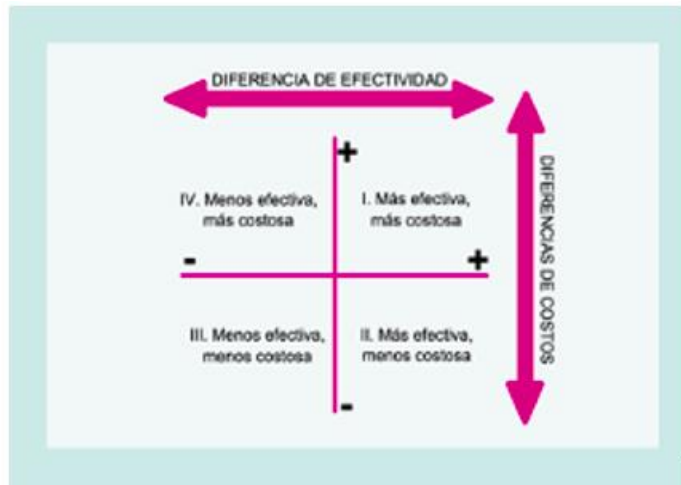 DIFERENCIA DE EFECTIVIDAD
+
IV. Menos efectiva,
más costosa
I. Más efectiva,
más costosa
-
+
III. Menos efectiva,
menos costosa
II. Más efectiva,
menos costosa
-
DIFERENCIAS DE COSTOS